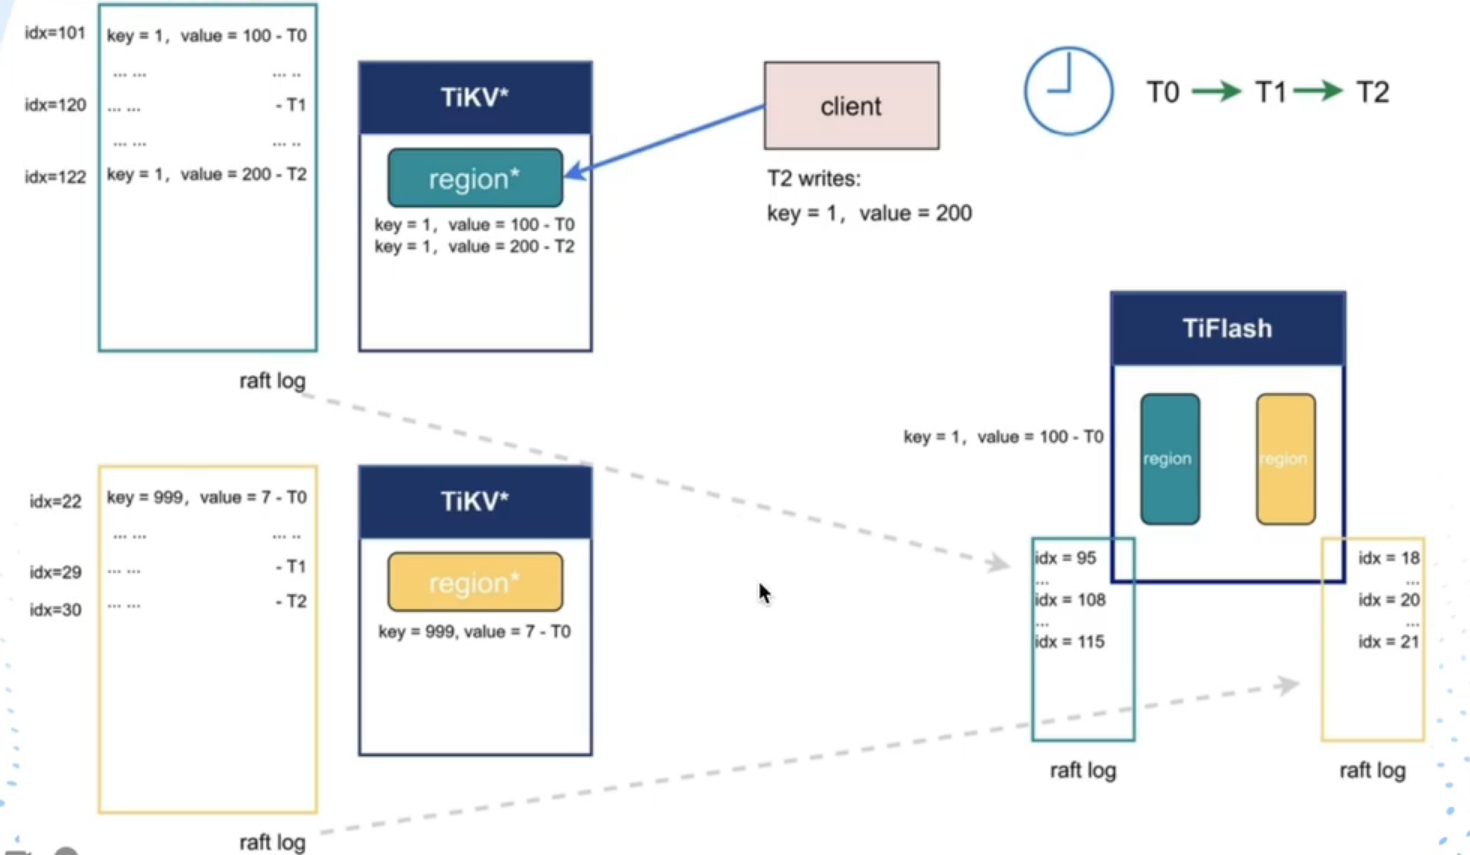 idx=101
key = 1, value = 100 - T0
... ... ... ..
idx=120
... ... - T1
... ... ... ..
idx=122
key = 1, value = 200 - T2
raft log
TiKV*
region*
key = 1, value = 100 - T0
key = 1, value = 200 - T2
client
T2 writes:
key = 1, value = 200
T0 T1 T2
idx=22
key = 999, value = 7 - T0
... ... ... ..
idx=29
... ... - T1
idx=30
... ... - T2
raft log
TiKV*
region*
key = 999, value = 7 - T0
TiFlash
key = 1, value = 100 - T0
region
region
idx = 95
...
idx = 108
...
idx = 115
raft log
idx = 18
...
idx = 20
...
idx = 21
raft log